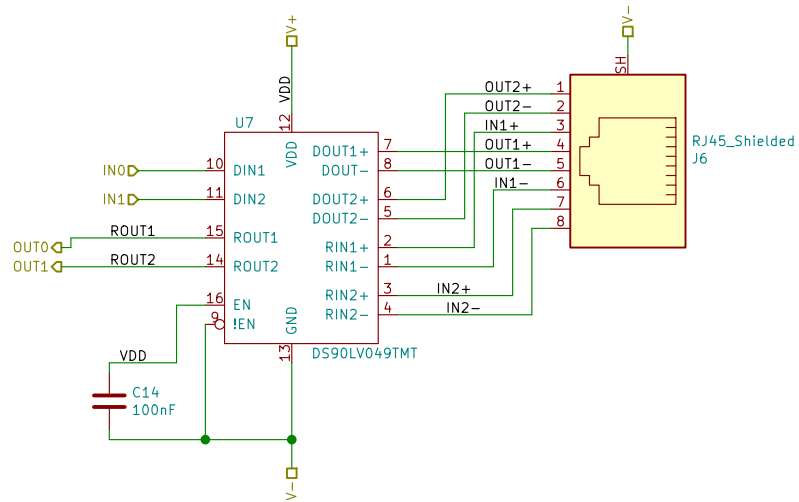 V+
V-
VDD
SH
U7
12
VDD
OUT2+
1
OUT2-
2
IN1+
3
DOUT1+
7
OUT1+
4
RJ45_Shielded
IN0
10
DIN1
DOUT-
8
OUT1-
5
J6
IN1-
6
IN1
11
DIN2
DOUT2+
6
7
DOUT2-
5
8
ROUT1
15
ROUT1
RIN1+
2
OUT0
OUT1
ROUT2
14
ROUT2
RIN1-
1
RIN2+
3
IN2+
16
EN
RIN2-
4
IN2-
9
!EN
GND
13
DS90LV049TMT
VDD
C14
100nF
V-